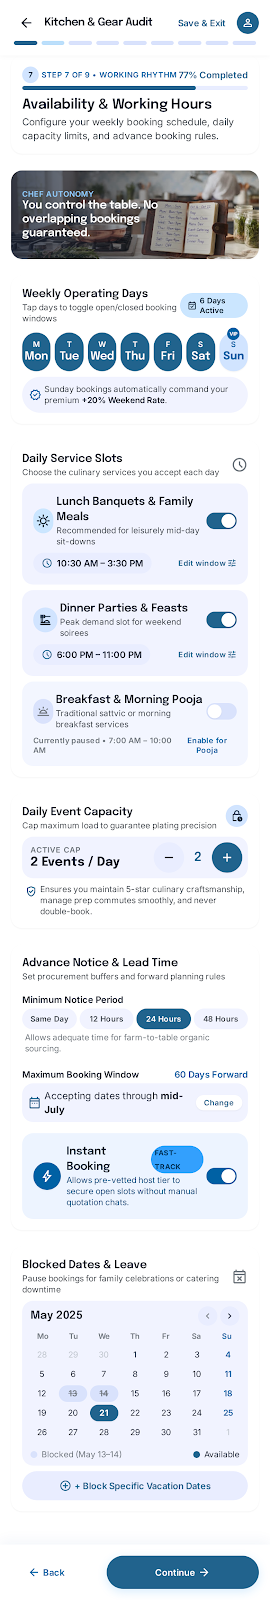 Kitchen & Gear Audit
Save & Exit
7
STEP 7 OF 9 • WORKING RHYTHM
77% Completed
Availability & Working Hours
Configure your weekly booking schedule, daily
capacity limits, and advance booking rules.
CHEF AUTONOMY
You control the table. No
overlapping bookings
guaranteed.
Weekly Operating Days
Tap days to toggle open/closed booking
windows
6 Days
Active
M
Mon
T
Tue
W
Wed
T
Thu
F
Fri
S
Sat
VIP
S
Sun
Sunday bookings automatically command your
premium +20% Weekend Rate.
Daily Service Slots
Choose the culinary services you accept each day
Lunch Banquets & Family
Meals
Recommended for leisurely mid-day
sit-downs
10:30 AM – 3:30 PM
Edit window
Dinner Parties & Feasts
Peak demand slot for weekend
soirees
6:00 PM – 11:00 PM
Edit window
Breakfast & Morning Pooja
Traditional sattvic or morning
breakfast services
Currently paused • 7:00 AM – 10:00
AM
Enable for
Pooja
Daily Event Capacity
Cap maximum load to guarantee plating precision
ACTIVE CAP
2 Events / Day
− 2 +
Ensures you maintain 5-star culinary craftsmanship,
manage prep commutes smoothly, and never
double-book.
Advance Notice & Lead Time
Set procurement buffers and forward planning rules
Minimum Notice Period
Same Day 12 Hours 24 Hours 48 Hours
Allows adequate time for farm-to-table organic
sourcing.
Maximum Booking Window
60 Days Forward
Accepting dates through mid-
July
Change
Instant
Booking
FAST-
TRACK
Allows pre-vetted host tier to
secure open slots without manual
quotation chats.
Blocked Dates & Leave
Pause bookings for family celebrations or catering
downtime
May 2025
Mo Tu We Th Fr Sa Su
28 29 30 1 2 3 4
5 6 7 8 9 10 11
12 13 14 15 16 17 18
19 20 21 22 23 24 25
26 27 28 29 30 31 1
Blocked (May 13–14)
Available
+ Block Specific Vacation Dates
Back
Continue